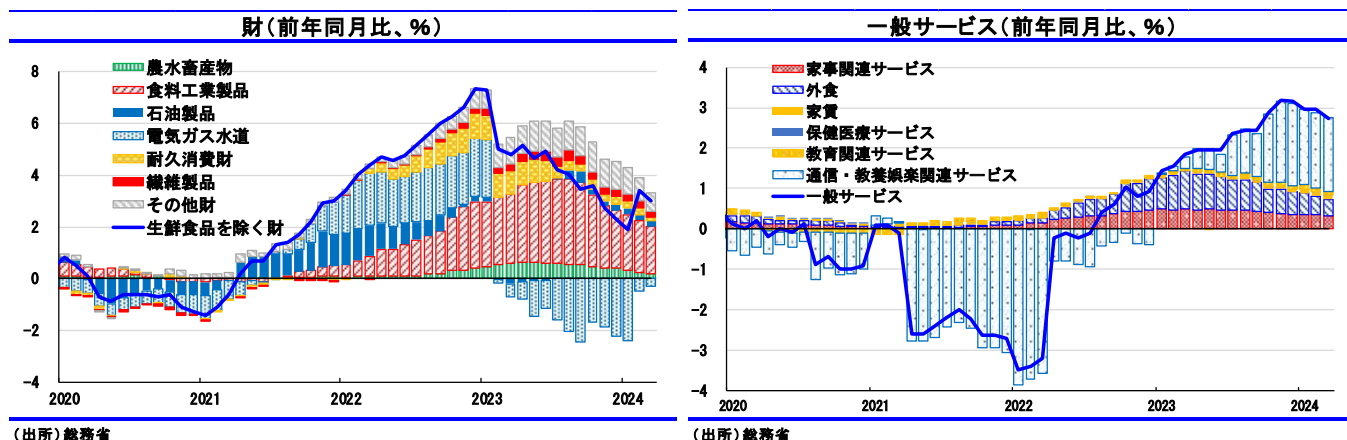 財（前年同月比、％）
8
6
4
2
0
-2
-4
農水畜産物
食料工業製品
石油製品
電気ガス水道
耐久消費財
繊維製品
その他財
生鮮食品を除く財
2020
2021
2022
2023
2024
（出所）総務省
一般サービス（前年同月比、％）
4
3
2
1
0
-1
-2
-3
-4
家事関連サービス
外食
家賃
保健医療サービス
教育関連サービス
通信・教養娯楽関連サービス
一般サービス
2020
2021
2022
2023
2024
（出所）総務省